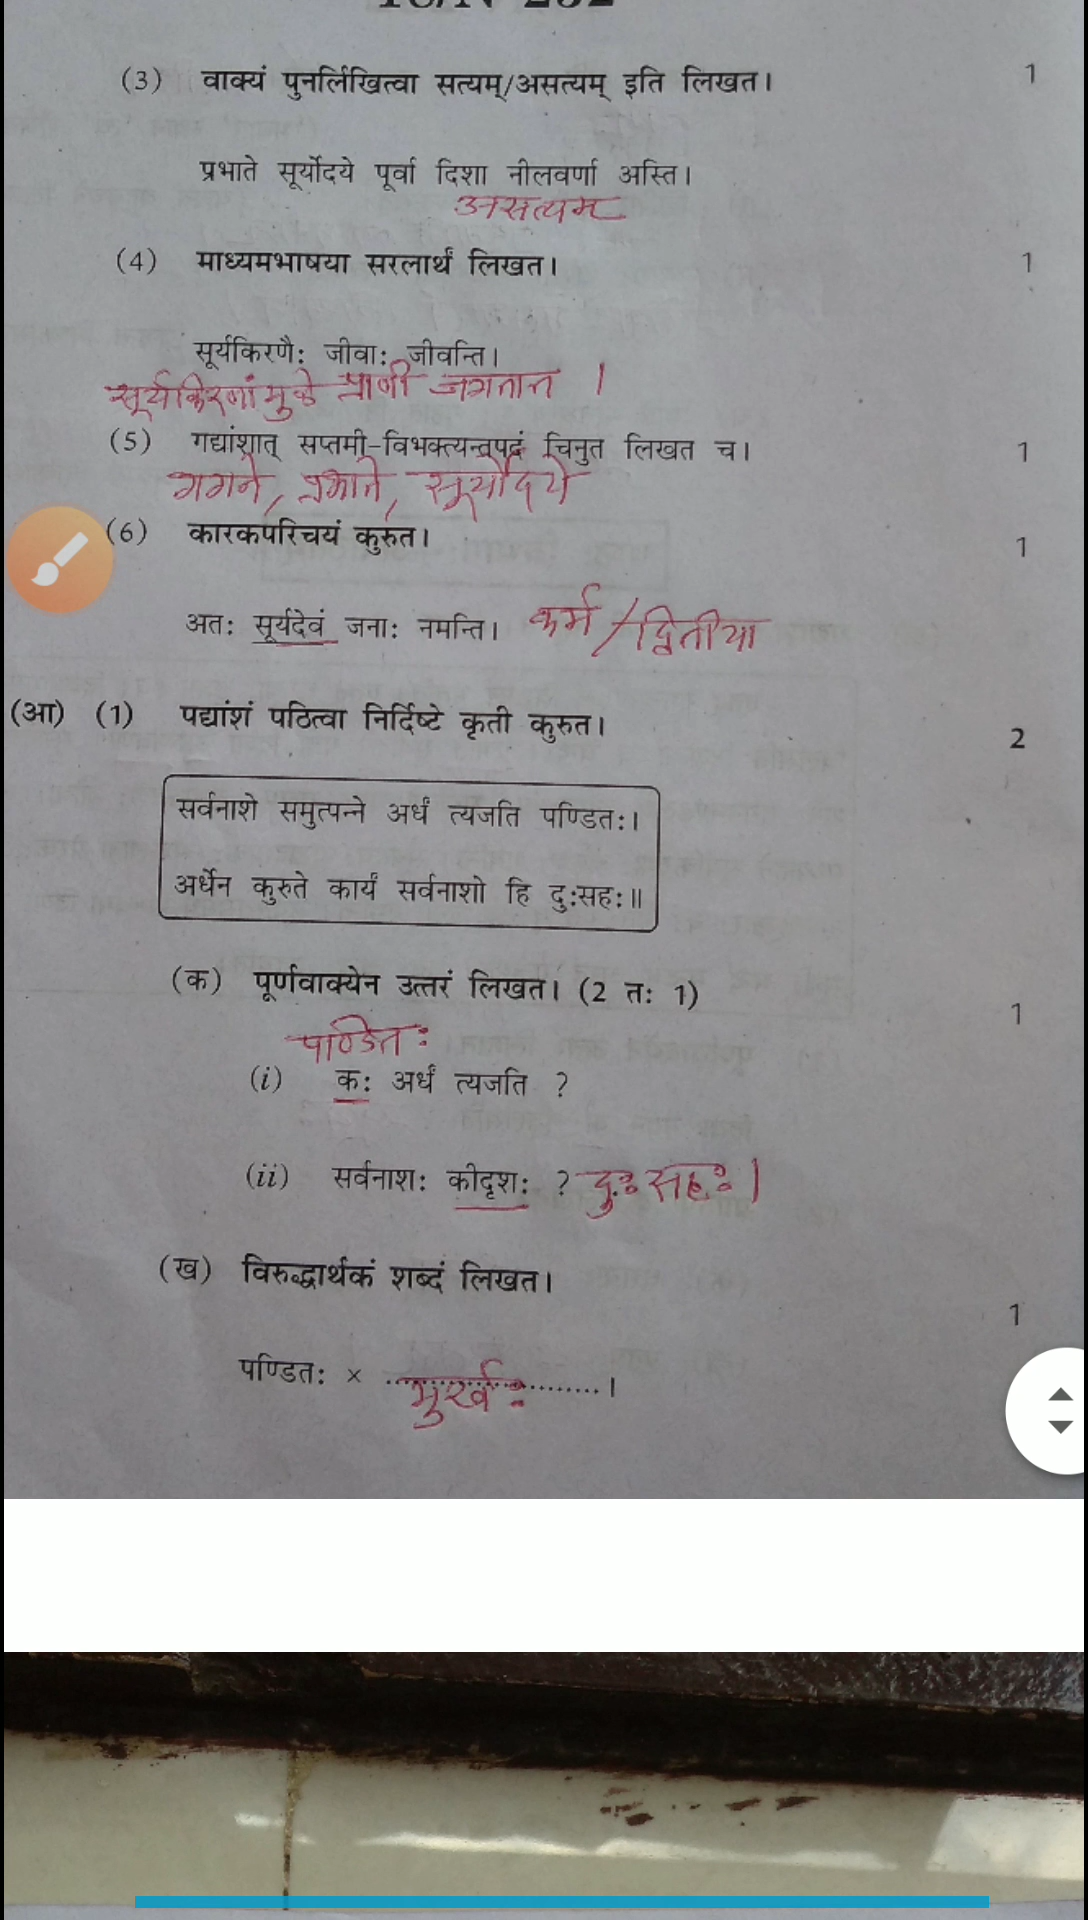 (3) वाक्यं पुनर्लिखित्वा सत्यम्/असत्यम् इति लिखत। 1
प्रभाते सूर्योदये पूर्वा दिशा नीलवर्णा अस्ति।
असत्यम्
(4) माध्यमभाषया सरलार्थं लिखत। 1
सूर्यकिरणैः जीवाः जीवन्ति।
सूर्यकिरणांमुळे प्राणी जगतात ।
(5) गद्यांशात् सप्तमी-विभक्त्यन्तपदं चिनुत लिखत च। 1
गगने, प्रभाते, सूर्योदये
(6) कारकपरिचयं कुरुत। 1
अतः सूर्यदेवं जनाः नमन्ति। कर्म / द्वितीया
(आ) (1) पद्यांशं पठित्वा निर्दिष्टे कृती कुरुत। 2
सर्वनाशे समुत्पन्ने अर्धं त्यजति पण्डितः।
अर्धेन कुरुते कार्यं सर्वनाशो हि दुःसहः॥
(क) पूर्णवाक्येन उत्तरं लिखत। (2 तः 1) 1
पण्डितः
(i) कः अर्धं त्यजति ?
(ii) सर्वनाशः कीदृशः ? दुःसहः।
(ख) विरुद्धार्थकं शब्दं लिखत। 1
पण्डितः × .................... ।
मुर्खः